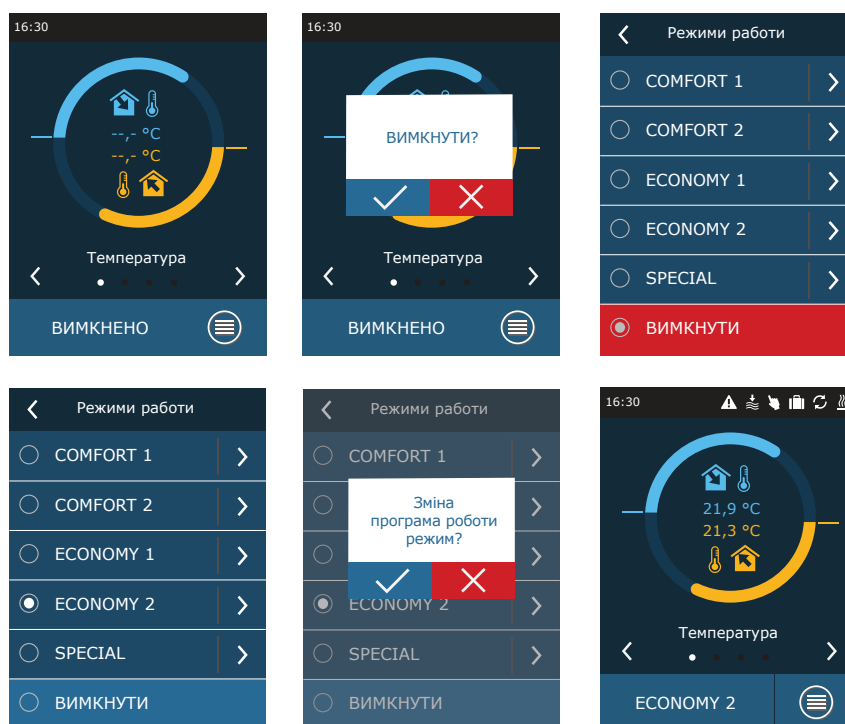 16:30
--,- °C
--,- °C
Температура
ВИМКНЕНО
16:30
ВИМКНУТИ?
Температура
ВИМКНЕНО
Режими работи
COMFORT 1
COMFORT 2
ECONOMY 1
ECONOMY 2
SPECIAL
ВИМКНУТИ
Режими работи
COMFORT 1
COMFORT 2
ECONOMY 1
ECONOMY 2
SPECIAL
ВИМКНУТИ
Режими работи
COMFORT 1
Зміна
програма роботи
режим?
ECONOMY 2
SPECIAL
ВИМКНУТИ
16:30
21,9 °C
21,3 °C
Температура
ECONOMY 2